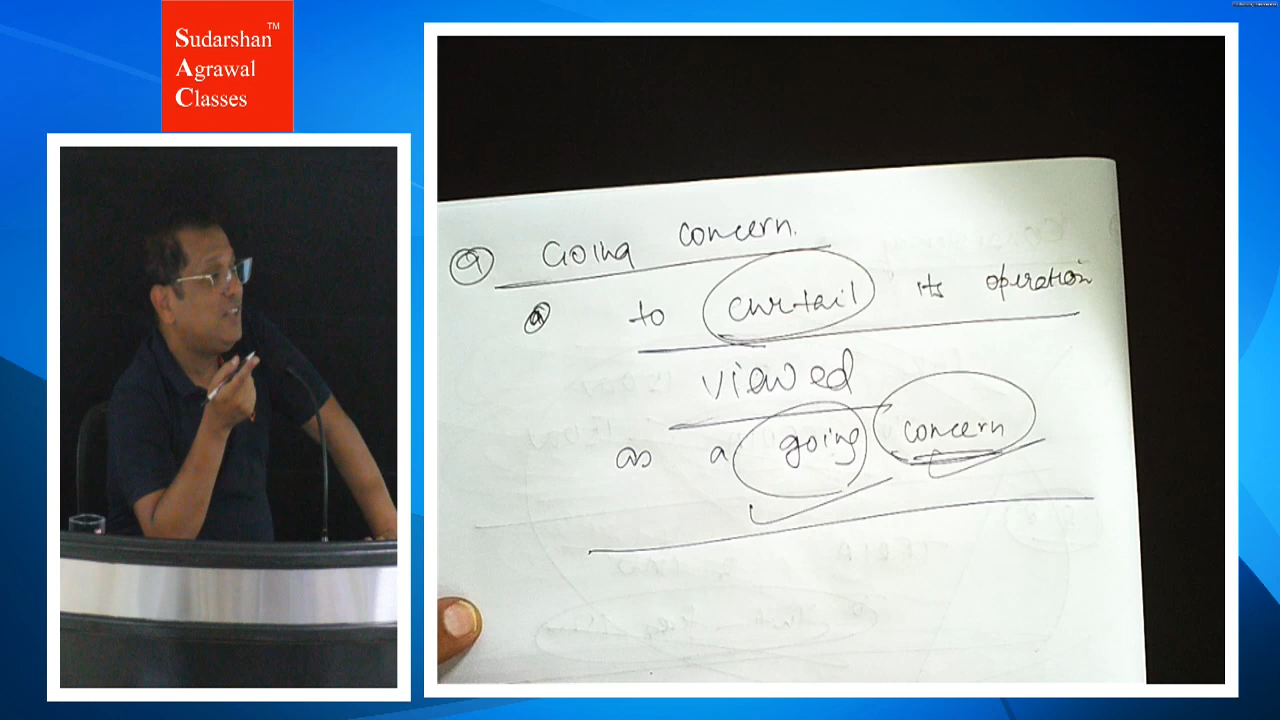 Sudarshan™
Agrawal
Classes
a Going Concern.
a to curtail its operation
viewed
as a going concern